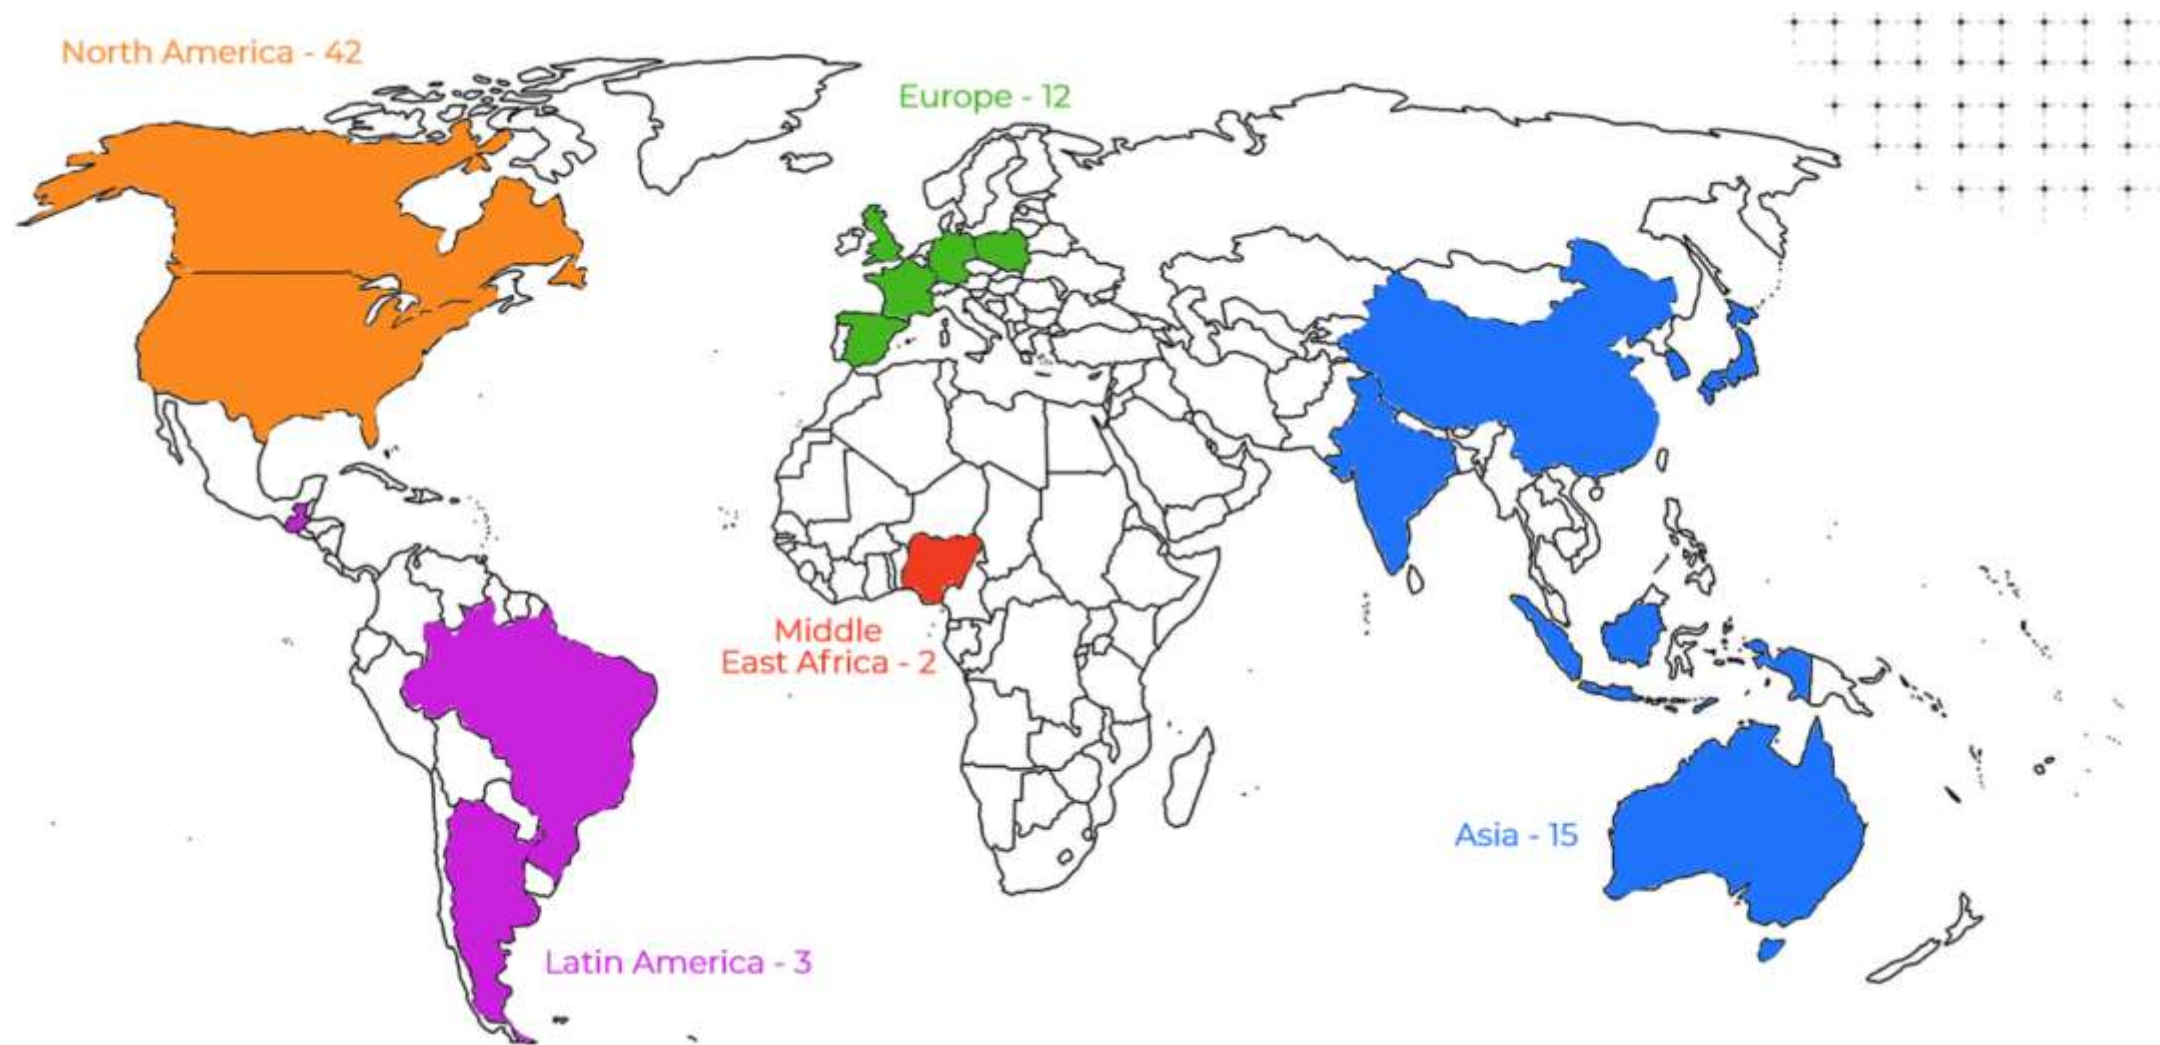 North America - 42
Europe - 12
Middle
East Africa - 2
Asia - 15
Latin America - 3